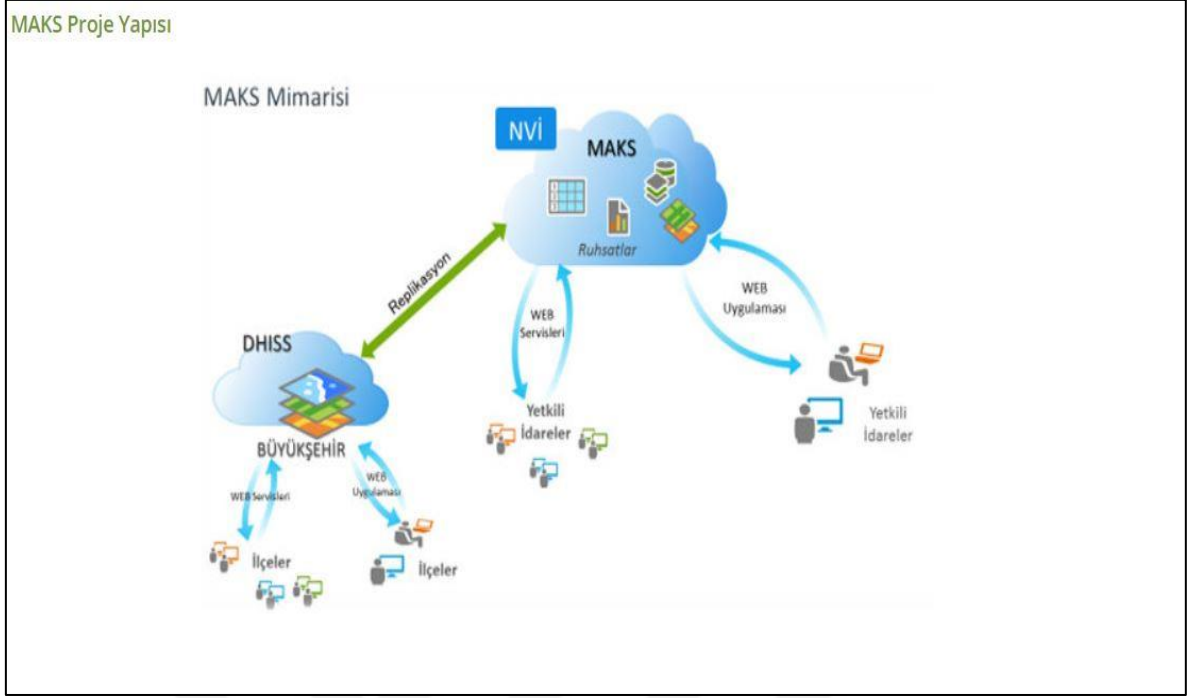 MAKS Proje Yapısı
MAKS Mimarisi
NVİ
MAKS
Ruhsatlar
Replikasyon
WEB
Servisleri
WEB
Uygulaması
DHISS
BÜYÜKŞEHİR
Yetkili
İdareler
Yetkili
İdareler
WEB Servisleri
WEB
Uygulaması
İlçeler
İlçeler